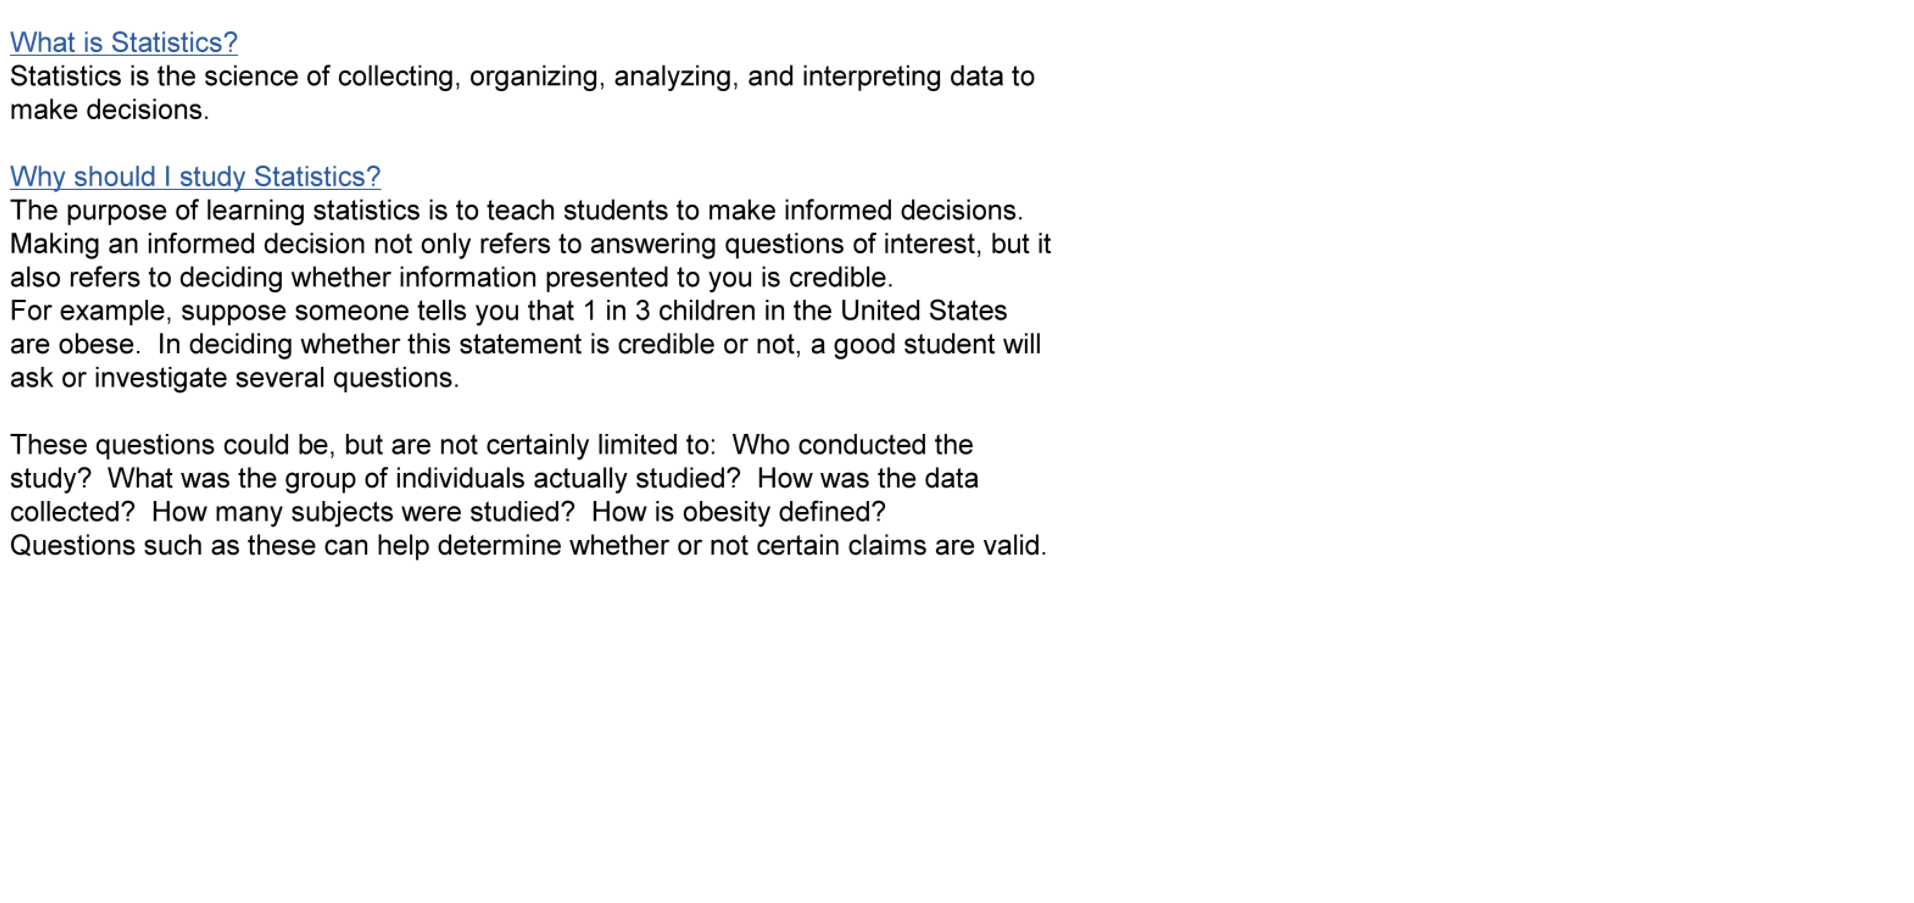 What is Statistics?
Statistics is the science of collecting, organizing, analyzing, and interpreting data to
make decisions.
Why should I study Statistics?
The purpose of learning statistics is to teach students to make informed decisions.
Making an informed decision not only refers to answering questions of interest, but it
also refers to deciding whether information presented to you is credible.
For example, suppose someone tells you that 1 in 3 children in the United States
are obese.  In deciding whether this statement is credible or not, a good student will
ask or investigate several questions.
These questions could be, but are not certainly limited to:  Who conducted the
study?  What was the group of individuals actually studied?  How was the data
collected?  How many subjects were studied?  How is obesity defined?
Questions such as these can help determine whether or not certain claims are valid.